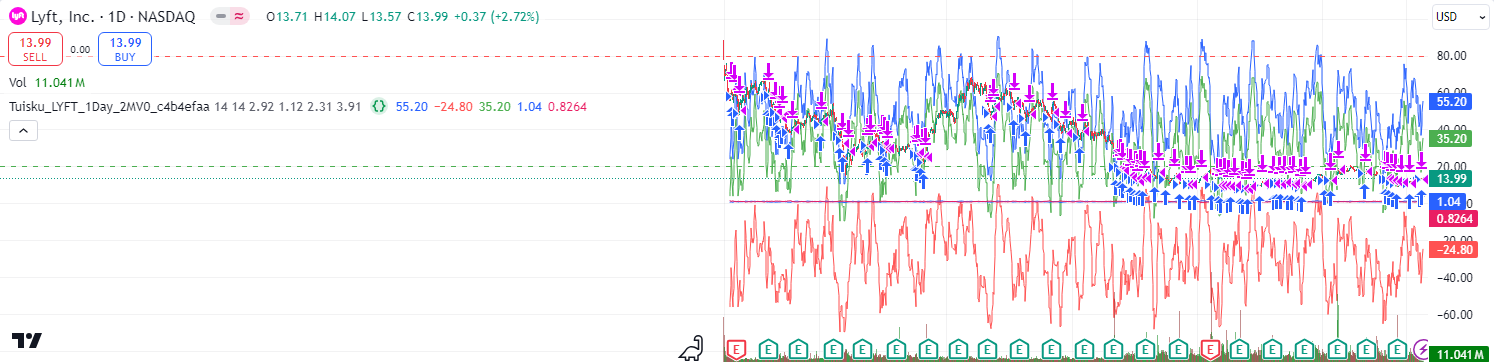 Lyft, Inc. · 1D · NASDAQ O13.71 H14.07 L13.57 C13.99 +0.37 (+2.72%)
USD
13.99 SELL
0.00
13.99 BUY
Vol 11.041M
Tuisku_LYFT_1Day_2MV0_c4b4efaa 14 14 2.92 1.12 2.31 3.91 {} 55.20 −24.80 35.20 1.04 0.8264
80.00
60.00
55.20
40.00
35.20
20.00
13.99
1.04
0.8264
−20.00
−24.80
−40.00
−60.00
11.041M
E E E E E E E E E E E E E E E E E E E E E E